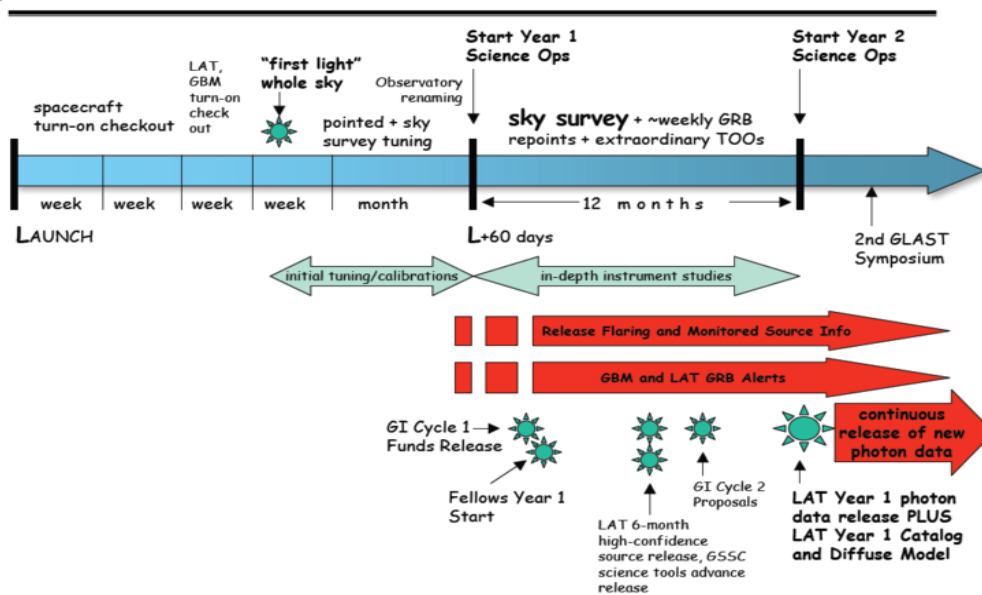 Start Year 1
Science Ops
Start Year 2
Science Ops
LAT,
GBM
turn-on
check
out
"first light"
whole sky
Observatory
renaming
spacecraft
turn-on checkout
pointed + sky
survey tuning
sky survey + ~weekly GRB
repoints + extraordinary TOOs
week
week
week
week
month
12 months
LAUNCH
L+60 days
2nd GLAST
Symposium
initial tuning/calibrations
in-depth instrument studies
Release Flaring and Monitored Source Info
GBM and LAT GRB Alerts
GI Cycle 1
Funds Release
Fellows Year 1
Start
LAT 6-month
high-confidence
source release, GSSC
science tools advance
release
GI Cycle 2
Proposals
continuous
release of new
photon data
LAT Year 1 photon
data release PLUS
LAT Year 1 Catalog
and Diffuse Model